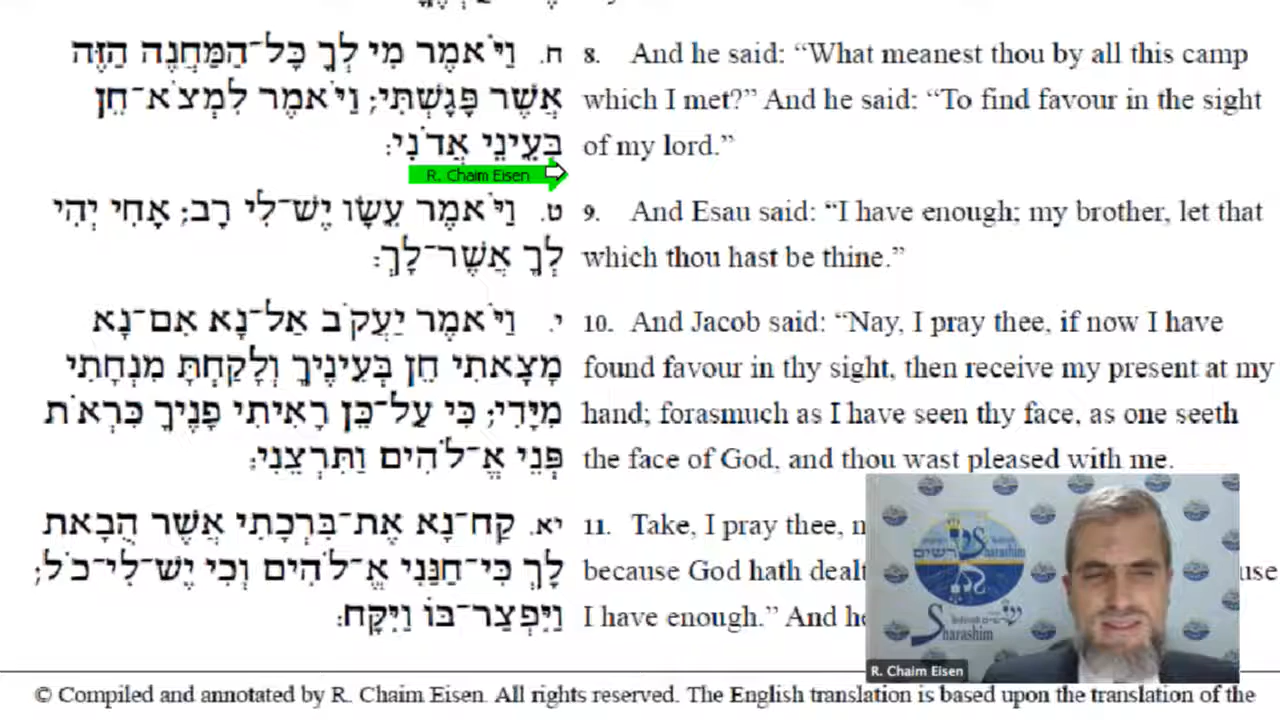 ח. וַיֹּאמֶר מִי לְךָ כָּל־הַמַּחֲנֶה הַזֶּה
אֲשֶׁר פָּגָשְׁתִּי; וַיֹּאמֶר לִמְצֹא־חֵן
בְּעֵינֵי אֲדֹנִי:
8. And he said: “What meanest thou by all this camp
which I met?” And he said: “To find favour in the sight
of my lord.”
R. Chaim Eisen
ט. וַיֹּאמֶר עֵשָׂו יֶשׁ־לִי רָב; אָחִי יְהִי
לְךָ אֲשֶׁר־לָךְ:
9. And Esau said: “I have enough; my brother, let that
which thou hast be thine.”
י. וַיֹּאמֶר יַעֲקֹב אַל־נָא אִם־נָא
מָצָאתִי חֵן בְּעֵינֶיךָ וְלָקַחְתָּ מִנְחָתִי
מִיָּדִי; כִּי עַל־כֵּן רָאִיתִי פָנֶיךָ כִּרְאֹת
פְּנֵי אֱ־לֹהִים וַתִּרְצֵנִי:
10. And Jacob said: “Nay, I pray thee, if now I have
found favour in thy sight, then receive my present at my
hand; forasmuch as I have seen thy face, as one seeth
the face of God, and thou wast pleased with me.
יא. קַח־נָא אֶת־בִּרְכָתִי אֲשֶׁר הֻבָאת
לָךְ כִּי־חַנַּנִי אֱ־לֹהִים וְכִי יֶשׁ־לִי־כֹל;
וַיִּפְצַר־בּוֹ וַיִּקָּח:
11. Take, I pray thee,
because God hath dealt
I have enough.” And he
שרשים
Sharashim
Sharashim
R. Chaim Eisen
© Compiled and annotated by R. Chaim Eisen. All rights reserved. The English translation is based upon the translation of the